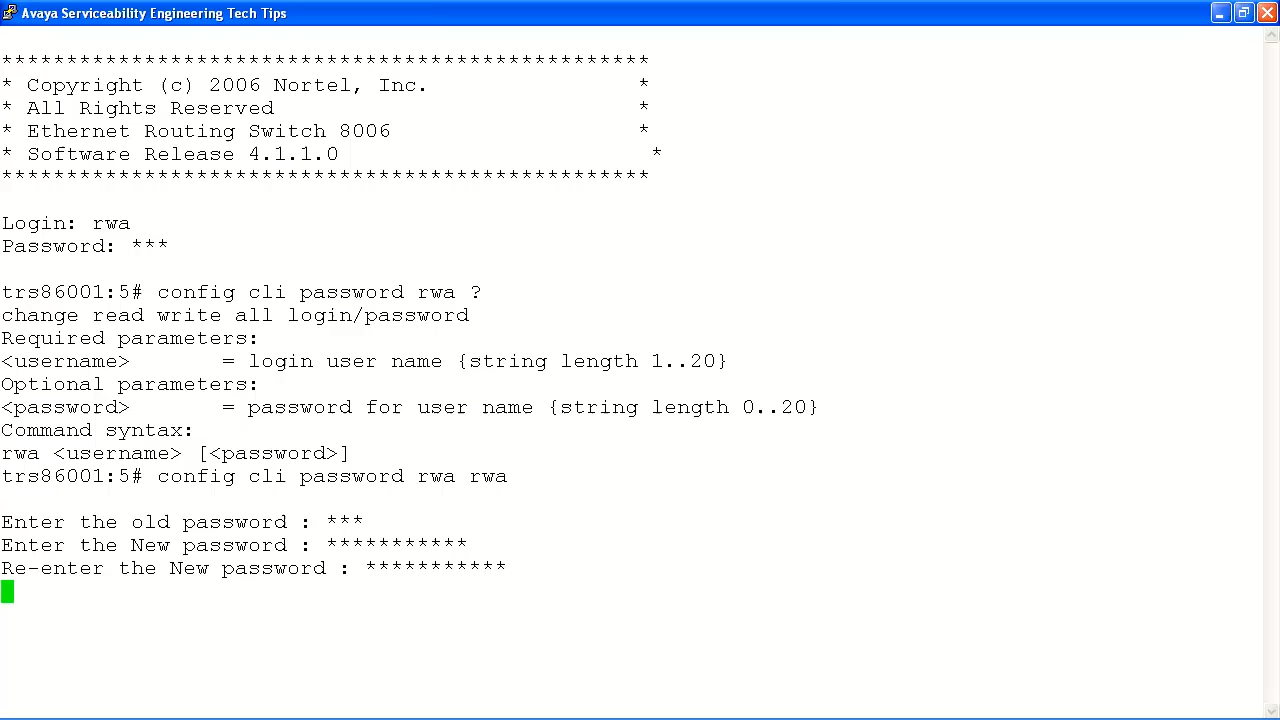 Avaya Serviceability Engineering Tech Tips
**************************************************
* Copyright (c) 2006 Nortel, Inc. *
* All Rights Reserved *
* Ethernet Routing Switch 8006 *
* Software Release 4.1.1.0 *
**************************************************
Login: rwa
Password: ***
trs86001:5# config cli password rwa ?
change read write all login/password
Required parameters:
<username> = login user name {string length 1..20}
Optional parameters:
<password> = password for user name {string length 0..20}
Command syntax:
rwa <username> [<password>]
trs86001:5# config cli password rwa rwa
Enter the old password : ***
Enter the New password : ***********
Re-enter the New password : ***********